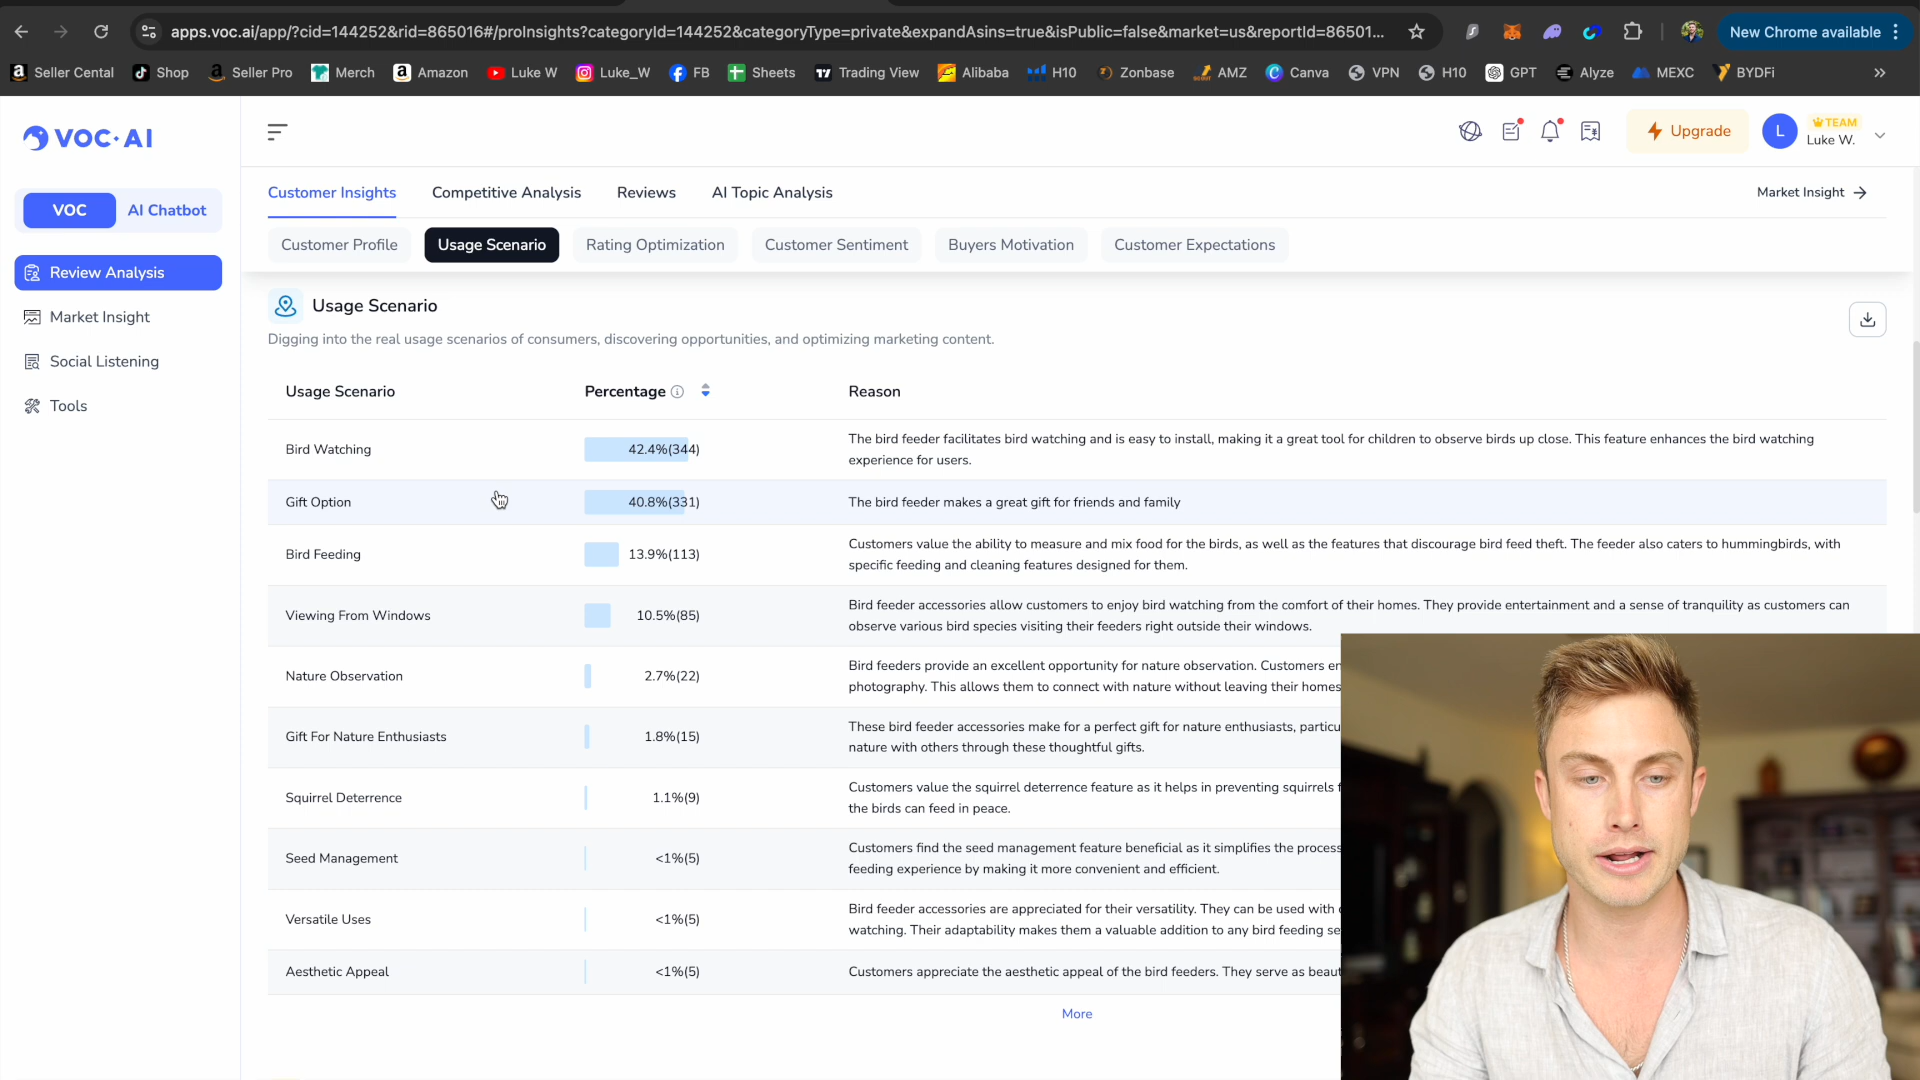 apps.voc.ai/app/?cid=144252&rid=865016#/proInsights?categoryId=144252&categoryType=private&expandAsins=true&isPublic=false&market=us&reportId=86501...
New Chrome available
Seller Cental
Shop
Seller Pro
Merch
Amazon
Luke W
Luke_W
FB
Sheets
Trading View
Alibaba
H10
Zonbase
AMZ
Canva
VPN
H10
GPT
Alyze
MEXC
BYDFi
VOC·AI
Upgrade
L
TEAM
Luke W.
VOC
AI Chatbot
Review Analysis
Market Insight
Social Listening
Tools
Customer Insights
Competitive Analysis
Reviews
AI Topic Analysis
Market Insight
Customer Profile
Usage Scenario
Rating Optimization
Customer Sentiment
Buyers Motivation
Customer Expectations
Usage Scenario
Digging into the real usage scenarios of consumers, discovering opportunities, and optimizing marketing content.
Usage Scenario
Percentage
Reason
Bird Watching
42.4%(344)
The bird feeder facilitates bird watching and is easy to install, making it a great tool for children to observe birds up close. This feature enhances the bird watching
experience for users.
Gift Option
40.8%(331)
The bird feeder makes a great gift for friends and family
Bird Feeding
13.9%(113)
Customers value the ability to measure and mix food for the birds, as well as the features that discourage bird feed theft. The feeder also caters to hummingbirds, with
specific feeding and cleaning features designed for them.
Viewing From Windows
10.5%(85)
Bird feeder accessories allow customers to enjoy bird watching from the comfort of their homes. They provide entertainment and a sense of tranquility as customers can
observe various bird species visiting their feeders right outside their windows.
Nature Observation
2.7%(22)
Bird feeders provide an excellent opportunity for nature observation. Customers en
photography. This allows them to connect with nature without leaving their homes
Gift For Nature Enthusiasts
1.8%(15)
These bird feeder accessories make for a perfect gift for nature enthusiasts, particu
nature with others through these thoughtful gifts.
Squirrel Deterrence
1.1%(9)
Customers value the squirrel deterrence feature as it helps in preventing squirrels f
the birds can feed in peace.
Seed Management
<1%(5)
Customers find the seed management feature beneficial as it simplifies the process
feeding experience by making it more convenient and efficient.
Versatile Uses
<1%(5)
Bird feeder accessories are appreciated for their versatility. They can be used with
watching. Their adaptability makes them a valuable addition to any bird feeding se
Aesthetic Appeal
<1%(5)
Customers appreciate the aesthetic appeal of the bird feeders. They serve as beau
More